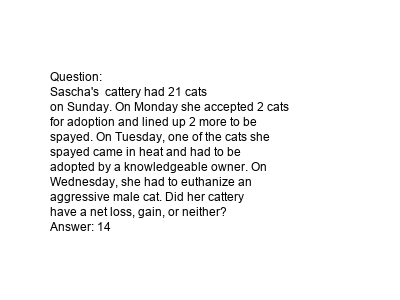 Question:
Sascha's  cattery had 21 cats
on Sunday. On Monday she accepted 2 cats
for adoption and lined up 2 more to be
spayed. On Tuesday, one of the cats she
spayed came in heat and had to be
adopted by a knowledgeable owner. On
Wednesday, she had to euthanize an
aggressive male cat. Did her cattery
have a net loss, gain, or neither?
Answer: 14